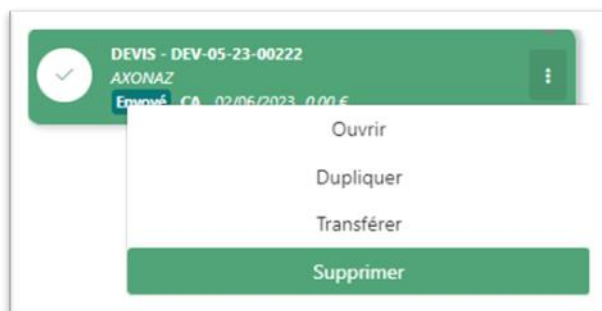 DEVIS - DEV-05-23-00222
AXONAZ
Envoyé CA 02/06/2023 0,00 €
Ouvrir
Dupliquer
Transférer
Supprimer